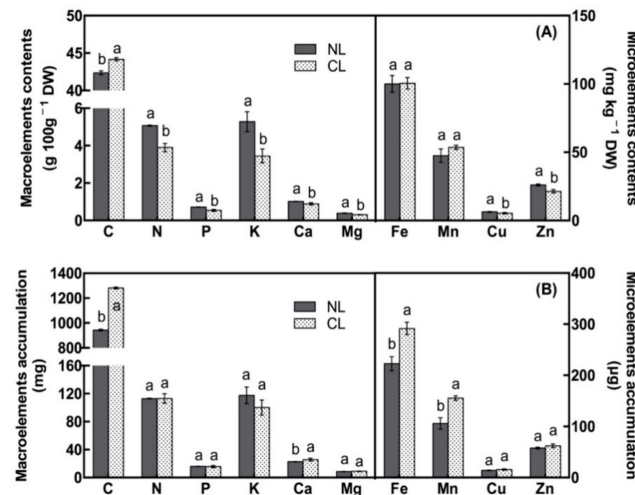 Macroelements contents
(g 100g⁻¹ DW)
50
45
40
6
4
2
0
b a
a b
a b
a b
a b
a b
NL
CL
(A)
a a
a a
a b
a b
C N P K Ca Mg Fe Mn Cu Zn
150
100
50
0
Microelements contents
(mg kg⁻¹ DW)
Macroelements accumulation
(mg)
1400
1200
1000
800
160
120
80
40
0
b a
a a
a a
a a
b a
a a
NL
CL
(B)
b a
b a
a a
a a
C N P K Ca Mg Fe Mn Cu Zn
400
300
200
100
0
Microelements accumulation
(μg)